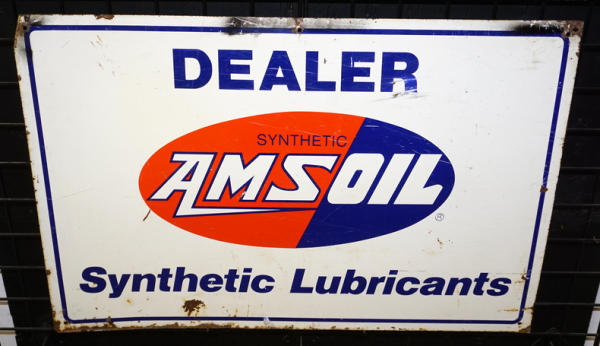 DEALER
SYNTHETIC
AMSOIL
®
Synthetic Lubricants